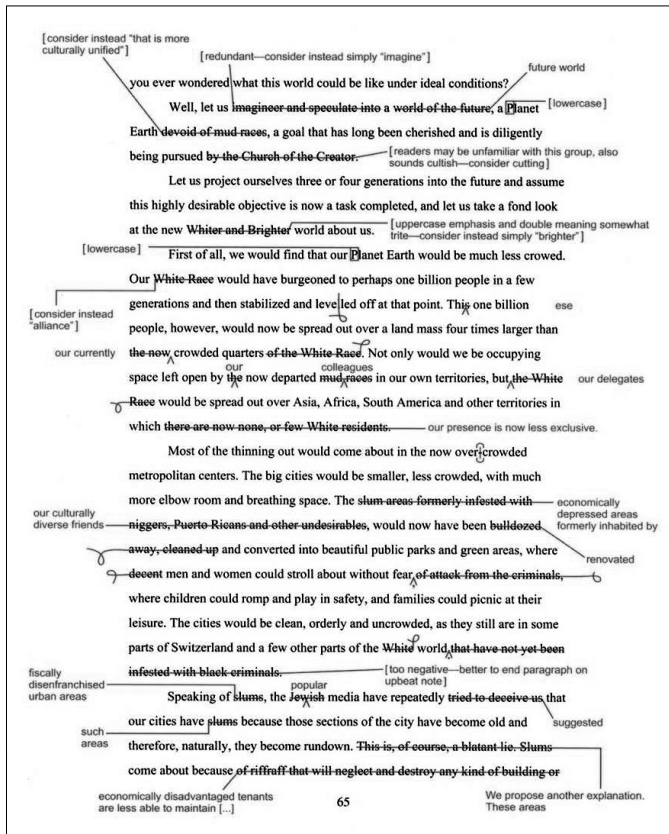 [consider instead "that is more
culturally unified"]
[redundant—consider instead simply "imagine"]
future world
you ever wondered what this world could be like under ideal conditions?
Well, let us imagineer and speculate into a world of the future, a Planet
[lowercase]
Earth devoid of mud races, a goal that has long been cherished and is diligently
being pursued by the Church of the Creator.
[readers may be unfamiliar with this group, also
sounds cultish—consider cutting]
Let us project ourselves three or four generations into the future and assume
this highly desirable objective is now a task completed, and let us take a fond look
at the new Whiter and Brighter world about us.
[uppercase emphasis and double meaning somewhat
trite—consider instead simply "brighter"]
[lowercase]
First of all, we would find that our Planet Earth would be much less crowed.
Our White Race would have burgeoned to perhaps one billion people in a few
[consider instead
"alliance"]
generations and then stabilized and leve led off at that point. This one billion
ese
people, however, would now be spread out over a land mass four times larger than
our currently
the now crowded quarters of the White Race. Not only would we be occupying
our
colleagues
space left open by the now departed mud races in our own territories, but the White
our delegates
Race would be spread out over Asia, Africa, South America and other territories in
which there are now none, or few White residents.
our presence is now less exclusive.
Most of the thinning out would come about in the now over-crowded
metropolitan centers. The big cities would be smaller, less crowded, with much
more elbow room and breathing space. The slum areas formerly infested with
economically
depressed areas
formerly inhabited by
our culturally
diverse friends
niggers, Puerto Ricans and other undesirables, would now have been bulldozed
away, cleaned up and converted into beautiful public parks and green areas, where
renovated
decent men and women could stroll about without fear of attack from the criminals,
where children could romp and play in safety, and families could picnic at their
leisure. The cities would be clean, orderly and uncrowded, as they still are in some
parts of Switzerland and a few other parts of the White world that have not yet been
infested with black criminals.
[too negative—better to end paragraph on
upbeat note]
fiscally
disenfranchised
urban areas
popular
Speaking of slums, the Jewish media have repeatedly tried to deceive us that
our cities have slums because those sections of the city have become old and
suggested
such
areas
therefore, naturally, they become rundown. This is, of course, a blatant lie. Slums
come about because of riffraff that will neglect and destroy any kind of building or
economically disadvantaged tenants
are less able to maintain [...]
65
We propose another explanation.
These areas